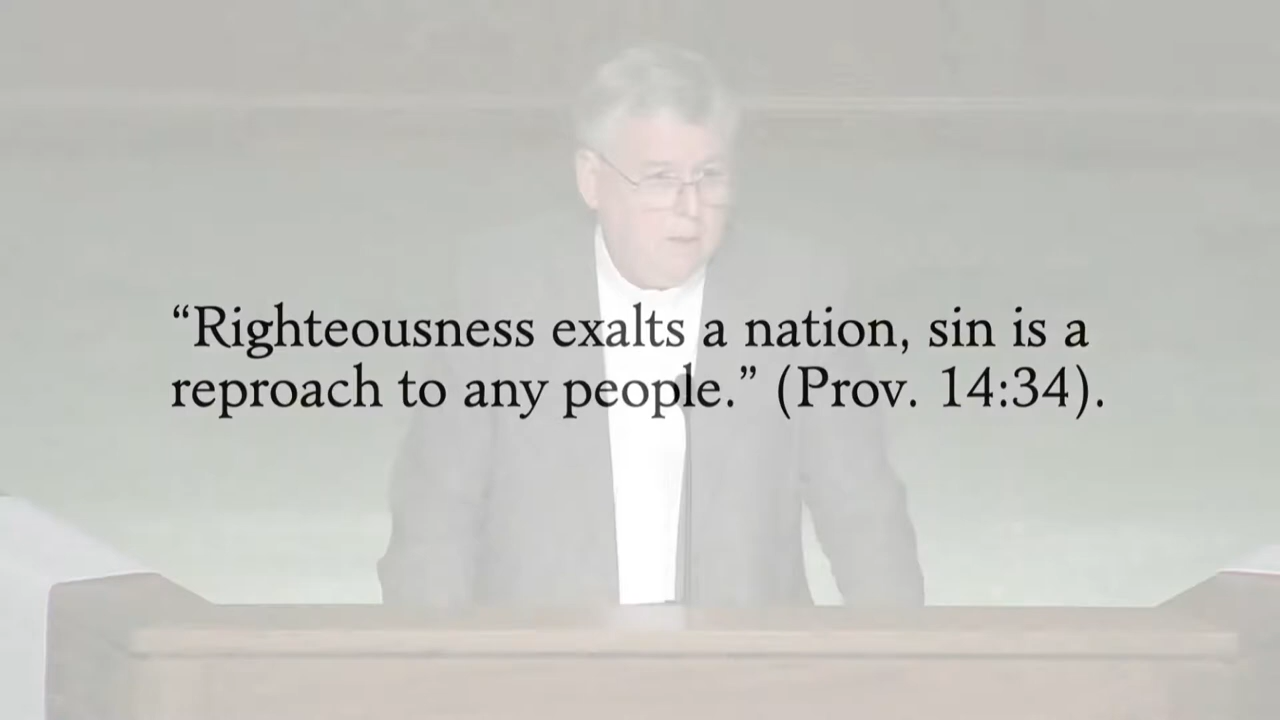 “Righteousness exalts a nation, sin is a
reproach to any people.” (Prov. 14:34).